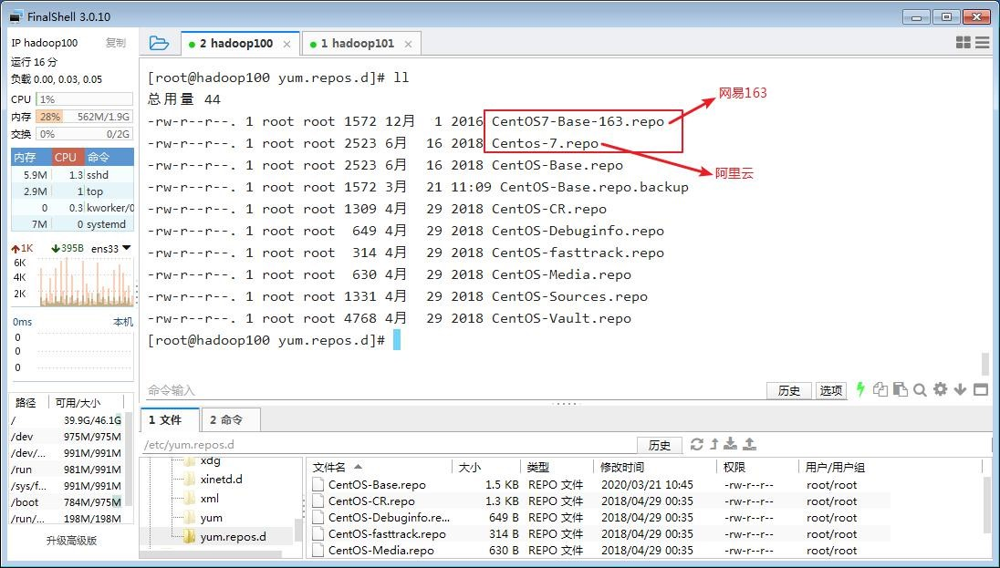 FinalShell 3.0.10
IP hadoop100 复制
运行 16 分
负载 0.00, 0.03, 0.05
CPU 1%
内存 28% 562M/1.9G
交换 0% 0/2G
内存 CPU 命令
5.9M 1.3 sshd
2.9M 1 top
0 0.3 kworker/0
7M 0 systemd
1K 395B ens33
6K
4K
2K
0ms 本机
0
0
0
路径 可用/大小
/ 39.9G/46.1G
/dev 975M/975M
/dev/... 991M/991M
/run 981M/991M
/sys/f... 991M/991M
/boot 784M/975M
/run/... 198M/198M
升级高级版
2 hadoop100 × 1 hadoop101 ×
[root@hadoop100 yum.repos.d]# ll
总用量 44
-rw-r--r--. 1 root root 1572 12月 1 2016 CentOS7-Base-163.repo
网易163
-rw-r--r--. 1 root root 2523 6月 16 2018 Centos-7.repo
阿里云
-rw-r--r--. 1 root root 2523 6月 16 2018 CentOS-Base.repo
-rw-r--r--. 1 root root 1572 3月 21 11:09 CentOS-Base.repo.backup
-rw-r--r--. 1 root root 1309 4月 29 2018 CentOS-CR.repo
-rw-r--r--. 1 root root 649 4月 29 2018 CentOS-Debuginfo.repo
-rw-r--r--. 1 root root 314 4月 29 2018 CentOS-fasttrack.repo
-rw-r--r--. 1 root root 630 4月 29 2018 CentOS-Media.repo
-rw-r--r--. 1 root root 1331 4月 29 2018 CentOS-Sources.repo
-rw-r--r--. 1 root root 4768 4月 29 2018 CentOS-Vault.repo
[root@hadoop100 yum.repos.d]#
命令输入 历史 选项
1 文件 2 命令
/etc/yum.repos.d 历史
xdg
xinetd.d
xml
yum
yum.repos.d
文件名 大小 类型 修改时间 权限 用户/用户组
CentOS-Base.repo 1.5 KB REPO 文件 2020/03/21 10:45 -rw-r--r-- root/root
CentOS-CR.repo 1.3 KB REPO 文件 2018/04/29 00:35 -rw-r--r-- root/root
CentOS-Debuginfo.re... 649 B REPO 文件 2018/04/29 00:35 -rw-r--r-- root/root
CentOS-fasttrack.repo 314 B REPO 文件 2018/04/29 00:35 -rw-r--r-- root/root
CentOS-Media.repo 630 B REPO 文件 2018/04/29 00:35 -rw-r--r-- root/root